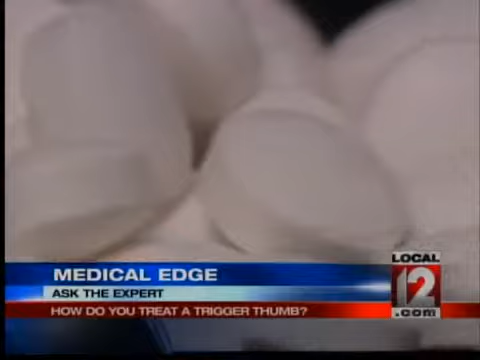 MEDICAL EDGE
ASK THE EXPERT
HOW DO YOU TREAT A TRIGGER THUMB?
LOCAL
12
.com